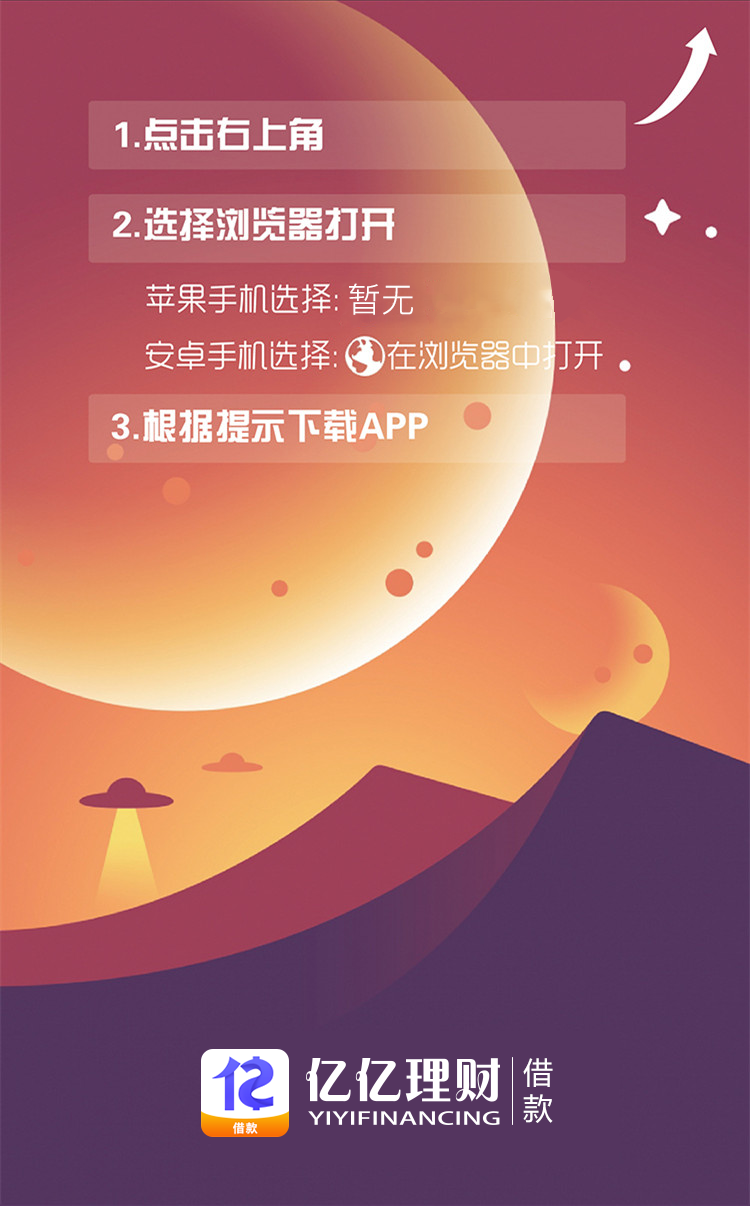 1.点击右上角
2.选择浏览器打开
苹果手机选择: 暂无
安卓手机选择: 在浏览器中打开
3.根据提示下载APP
亿
借款
亿亿理财
YIYIFINANCING
借款